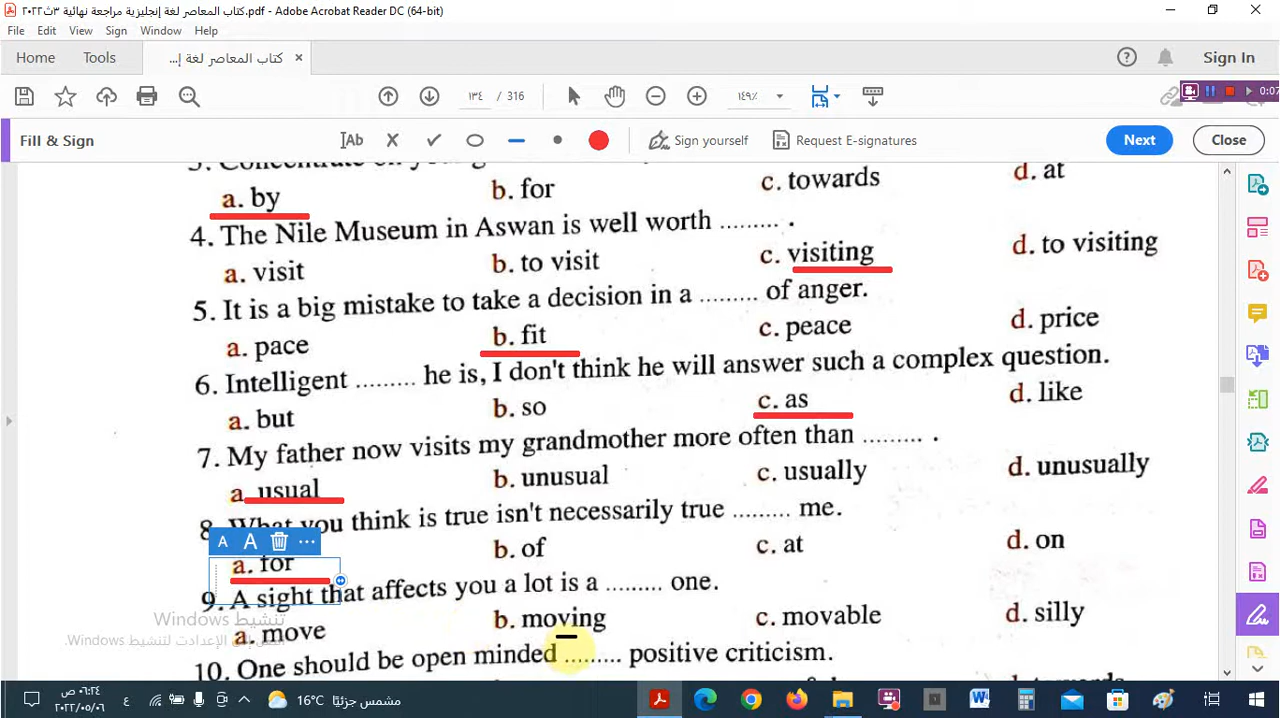 كتاب المعاصر لغة إنجليزية مراجعة نهائية ٣ث٢٠٢٢.pdf - Adobe Acrobat Reader DC (64-bit)
File Edit View Sign Window Help
Home Tools كتاب المعاصر لغة إ... × Sign In
١٣٤ / 316 ١٤٩٪ 0:07
Fill & Sign Ab Sign yourself Request E-signatures Next Close
a. by b. for c. towards d. at
4. The Nile Museum in Aswan is well worth ......... .
a. visit b. to visit c. visiting d. to visiting
5. It is a big mistake to take a decision in a ......... of anger.
a. pace b. fit c. peace d. price
6. Intelligent ......... he is, I don't think he will answer such a complex question.
a. but b. so c. as d. like
7. My father now visits my grandmother more often than ......... .
a. usual b. unusual c. usually d. unusually
8. What you think is true isn't necessarily true ......... me.
A A ...
a. for b. of c. at d. on
9. A sight that affects you a lot is a ......... one.
تنشيط Windows
a. move b. moving c. movable d. silly
انتقل إلى الإعدادات لتنشيط Windows.
10. One should be open minded ......... positive criticism.
٠٦:٢٤ ص
٢٠٢٢/٠٥/٠٦
ع
16°C مشمس جزئيًا